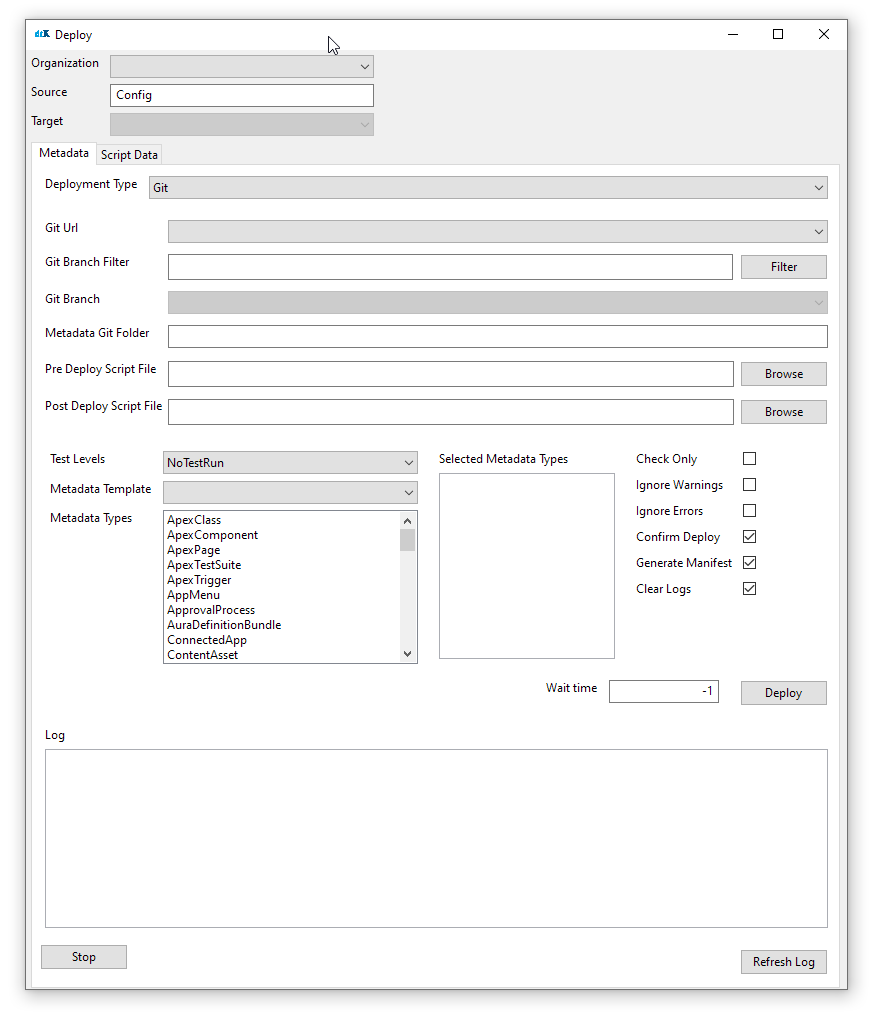 Deploy
Organization
Source Config
Target
Metadata Script Data
Deployment Type Git
Git Url
Git Branch Filter Filter
Git Branch
Metadata Git Folder
Pre Deploy Script File Browse
Post Deploy Script File Browse
Test Levels NoTestRun Selected Metadata Types Check Only
Metadata Template Ignore Warnings
Metadata Types
ApexClass Ignore Errors
ApexComponent Confirm Deploy
ApexPage
ApexTestSuite Generate Manifest
ApexTrigger
AppMenu Clear Logs
ApprovalProcess
AuraDefinitionBundle
ConnectedApp
ContentAsset
Wait time -1 Deploy
Log
Stop Refresh Log